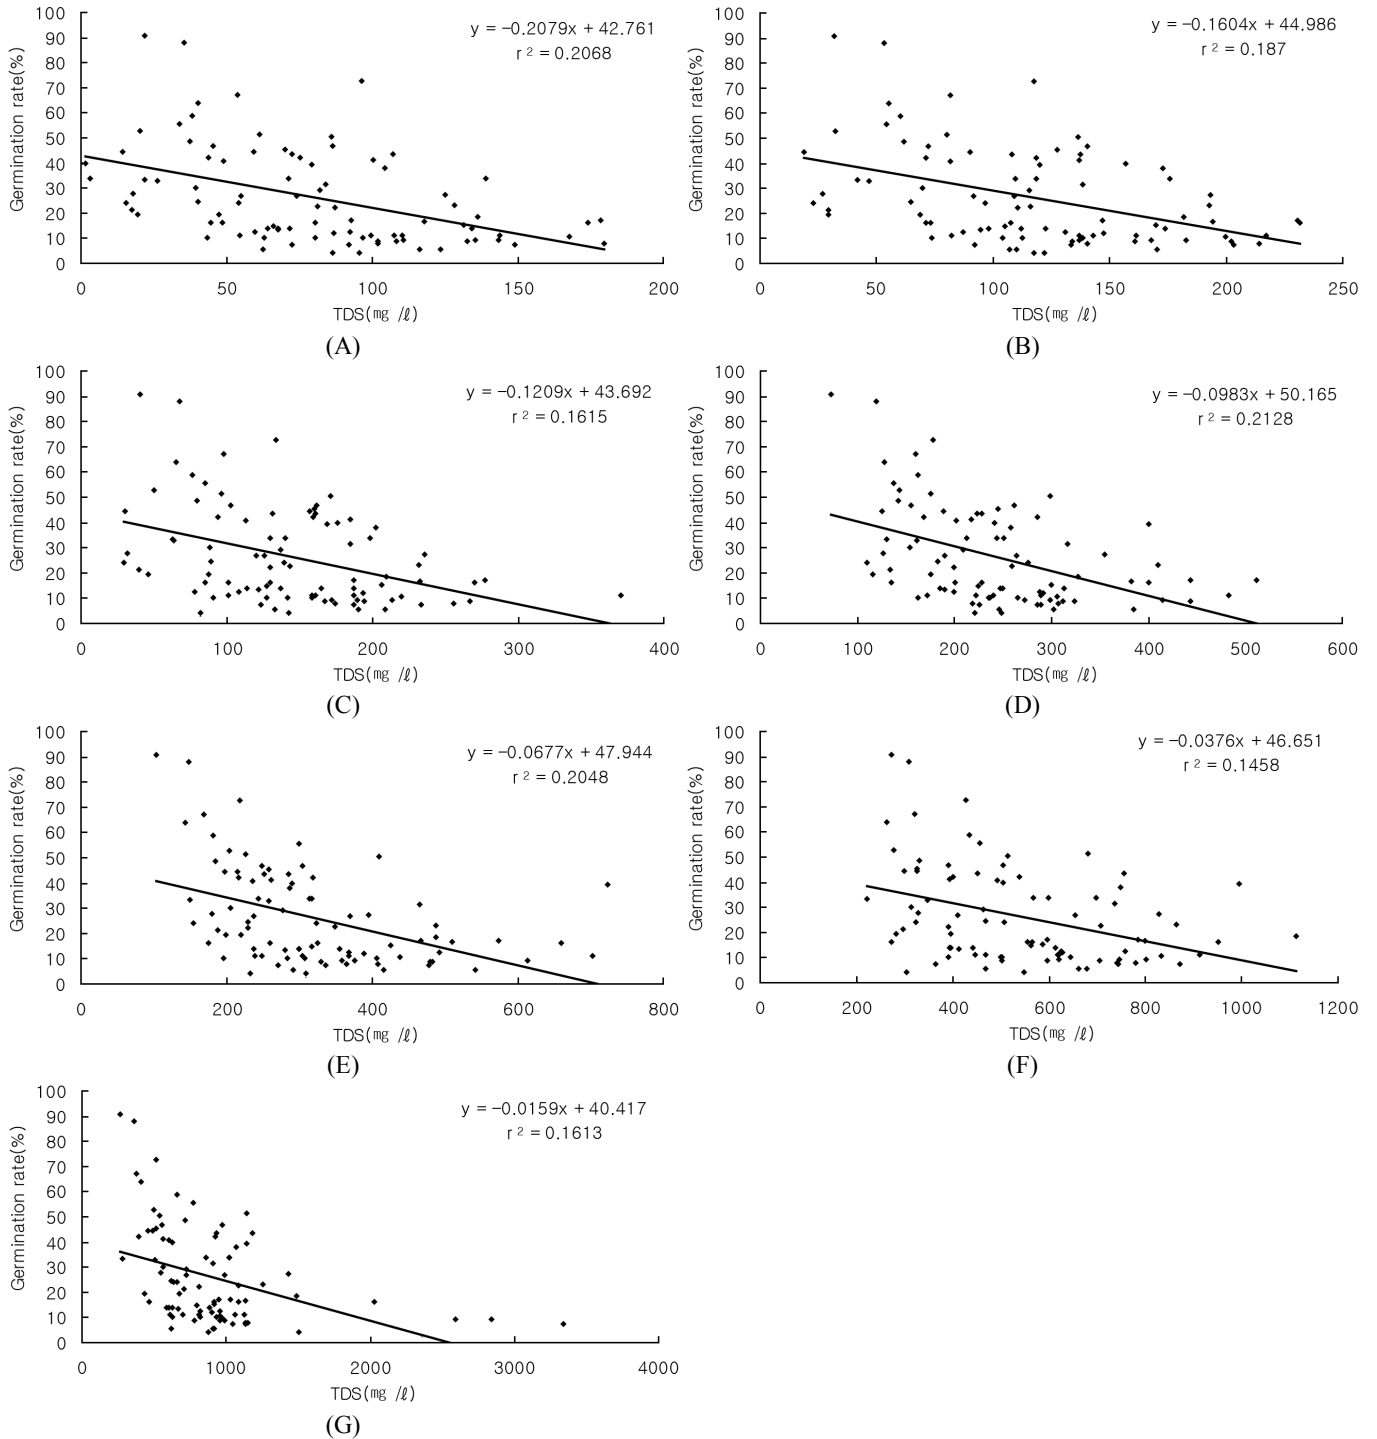 y = −0.2079x + 42.761
r ² = 0.2068
Germination rate(%)
100
90
80
70
60
50
40
30
20
10
0
0 50 100 150 200
TDS(㎎ /ℓ)
(A)
y = −0.1604x + 44.986
r ² = 0.187
Germination rate(%)
100
90
80
70
60
50
40
30
20
10
0
0 50 100 150 200 250
TDS(㎎ /ℓ)
(B)
y = −0.1209x + 43.692
r ² = 0.1615
Germination rate(%)
100
90
80
70
60
50
40
30
20
10
0
0 100 200 300 400
TDS(㎎ /ℓ)
(C)
y = −0.0983x + 50.165
r ² = 0.2128
Germination rate(%)
100
90
80
70
60
50
40
30
20
10
0
0 100 200 300 400 500 600
TDS(㎎ /ℓ)
(D)
y = −0.0677x + 47.944
r ² = 0.2048
Germination rate(%)
100
90
80
70
60
50
40
30
20
10
0
0 200 400 600 800
TDS(㎎ /ℓ)
(E)
y = −0.0376x + 46.651
r ² = 0.1458
Germination rate(%)
100
90
80
70
60
50
40
30
20
10
0
0 200 400 600 800 1000 1200
TDS(㎎ /ℓ)
(F)
y = −0.0159x + 40.417
r ² = 0.1613
Germination rate(%)
100
90
80
70
60
50
40
30
20
10
0
0 1000 2000 3000 4000
TDS(㎎ /ℓ)
(G)